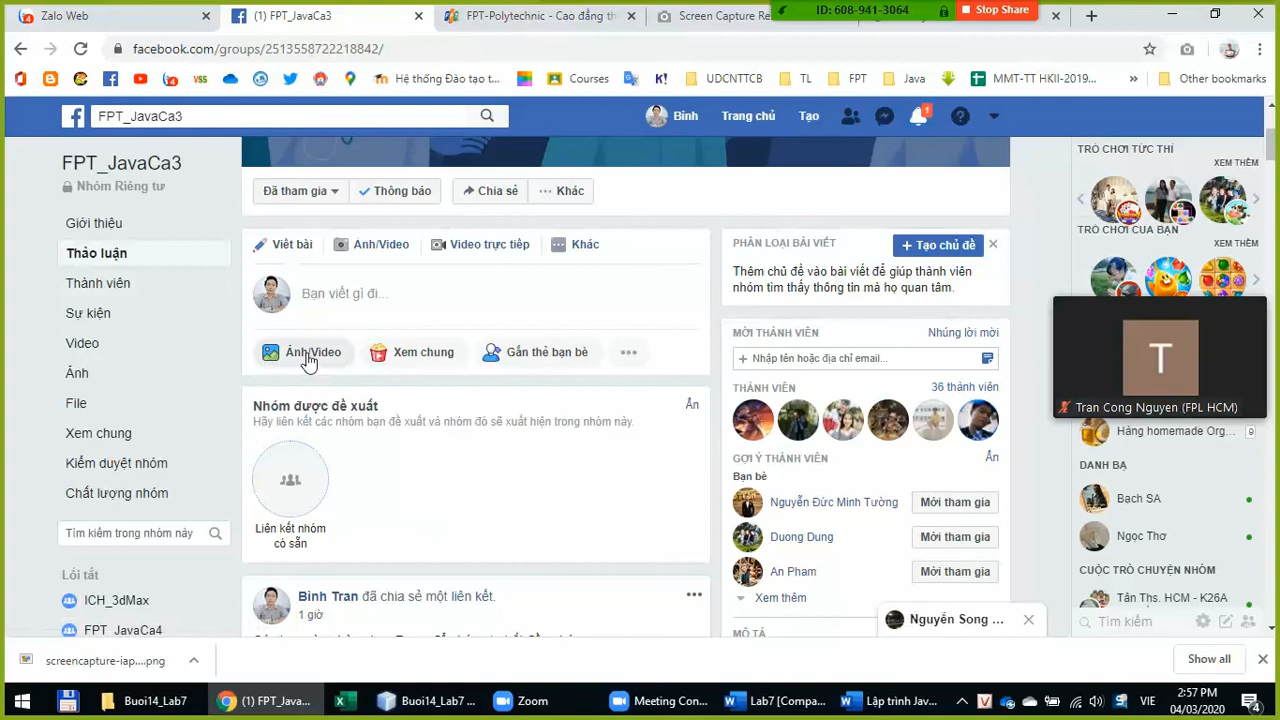 Zalo Web
(1) FPT_JavaCa3
FPT-Polytechnic - Cao đẳng th
Screen Capture Re
ID: 608-941-3064
Stop Share
facebook.com/groups/2513558722218842/
Hệ thống Đào tạo t...
Courses
K!
UDCNTTCB
TL
FPT
Java
MMT-TT HKII-2019...
Other bookmarks
FPT_JavaCa3
Bình
Trang chủ
Tạo
1
FPT_JavaCa3
Nhóm Riêng tư
Giới thiệu
Thảo luận
Thành viên
Sự kiện
Video
Ảnh
File
Xem chung
Kiểm duyệt nhóm
Chất lượng nhóm
Tìm kiếm trong nhóm này
Lối tắt
ICH_3dMax
FPT_JavaCa4
Đã tham gia
Thông báo
Chia sẻ
Khác
Viết bài
Ảnh/Video
Video trực tiếp
Khác
Bạn viết gì đi...
Ảnh/Video
Xem chung
Gắn thẻ bạn bè
Nhóm được đề xuất
Ẩn
Hãy liên kết các nhóm bạn đề xuất và nhóm đó sẽ xuất hiện trong nhóm này.
Liên kết nhóm
có sẵn
Bình Tran đã chia sẻ một liên kết.
1 giờ
PHÂN LOẠI BÀI VIẾT
+ Tạo chủ đề
Thêm chủ đề vào bài viết để giúp thành viên
nhóm tìm thấy thông tin mà họ quan tâm.
MỜI THÀNH VIÊN
Những lời mời
+ Nhập tên hoặc địa chỉ email...
THÀNH VIÊN
36 thành viên
GỢI Ý THÀNH VIÊN
Ẩn
Bạn bè
Nguyễn Đức Minh Tường
Mời tham gia
Duong Dung
Mời tham gia
An Pham
Mời tham gia
Xem thêm
MÔ TẢ
Nguyễn Song ...
TRÒ CHƠI TỨC THÌ
XEM THÊM
TRÒ CHƠI CỦA BẠN
XEM THÊM
T
Tran Cong Nguyen (FPL HCM)
Hằng homemade Org...
9
DANH BẠ
Bạch SA
Ngọc Thơ
CUỘC TRÒ CHUYỆN NHÓM
Tân Ths. HCM - K26A
Tìm kiếm
screencapture-iap....png
Show all
Buoi14_Lab7
(1) FPT_Java...
Buoi14_Lab7 ...
Zoom
Meeting Con...
Lab7 [Compa...
Lập trình Jav...
VIE
2:57 PM
04/03/2020
4